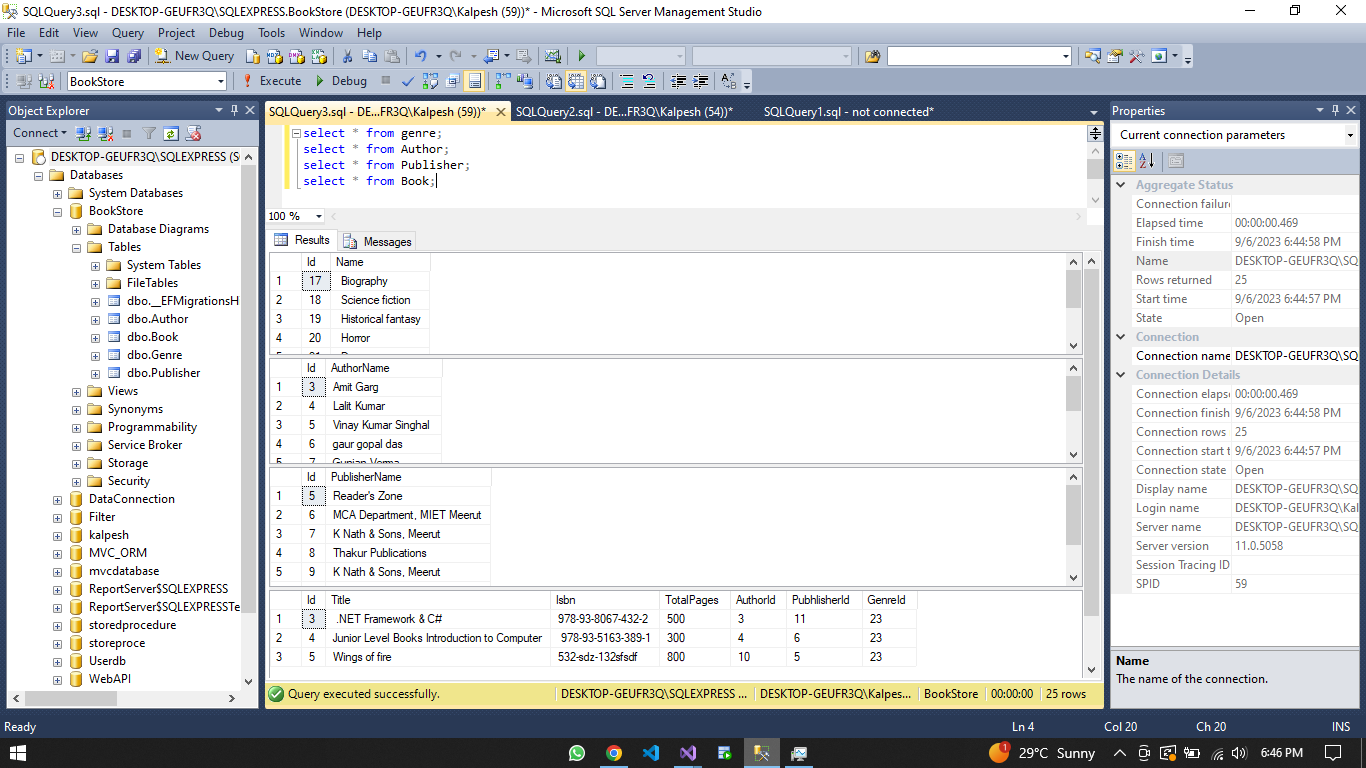 SQLQuery3.sql - DESKTOP-GEUFR3Q\SQLEXPRESS.BookStore (DESKTOP-GEUFR3Q\Kalpesh (59))* - Microsoft SQL Server Management Studio
File Edit View Query Project Debug Tools Window Help
New Query
BookStore Execute Debug
Object Explorer
Connect
DESKTOP-GEUFR3Q\SQLEXPRESS (S
Databases
System Databases
BookStore
Database Diagrams
Tables
System Tables
FileTables
dbo.__EFMigrationsH
dbo.Author
dbo.Book
dbo.Genre
dbo.Publisher
Views
Synonyms
Programmability
Service Broker
Storage
Security
DataConnection
Filter
kalpesh
MVC_ORM
mvcdatabase
ReportServer$SQLEXPRESS
ReportServer$SQLEXPRESSTe
storedprocedure
storeproce
Userdb
WebAPI
SQLQuery3.sql - DE...FR3Q\Kalpesh (59))* SQLQuery2.sql - DE...FR3Q\Kalpesh (54))* SQLQuery1.sql - not connected*
select * from genre;
select * from Author;
select * from Publisher;
select * from Book;
100 %
Results Messages
Id Name
1 17 Biography
2 18 Science fiction
3 19 Historical fantasy
4 20 Horror
Id AuthorName
1 3 Amit Garg
2 4 Lalit Kumar
3 5 Vinay Kumar Singhal
4 6 gaur gopal das
5 7 Gunjan Verma
Id PublisherName
1 5 Reader's Zone
2 6 MCA Department, MIET Meerut
3 7 K Nath & Sons, Meerut
4 8 Thakur Publications
5 9 K Nath & Sons, Meerut
Id Title Isbn TotalPages AuthorId PubhlisherId GenreId
1 3 .NET Framework & C# 978-93-8067-432-2 500 3 11 23
2 4 Junior Level Books Introduction to Computer 978-93-5163-389-1 300 4 6 23
3 5 Wings of fire 532-sdz-132sfsdf 800 10 5 23
Query executed successfully. DESKTOP-GEUFR3Q\SQLEXPRESS ... DESKTOP-GEUFR3Q\Kalpes... BookStore 00:00:00 25 rows
Properties
Current connection parameters
Aggregate Status
Connection failure
Elapsed time 00:00:00.469
Finish time 9/6/2023 6:44:58 PM
Name DESKTOP-GEUFR3Q\SQ
Rows returned 25
Start time 9/6/2023 6:44:57 PM
State Open
Connection
Connection name DESKTOP-GEUFR3Q\SQ
Connection Details
Connection elapse 00:00:00.469
Connection finish 9/6/2023 6:44:58 PM
Connection rows 25
Connection start t 9/6/2023 6:44:57 PM
Connection state Open
Display name DESKTOP-GEUFR3Q\SQ
Login name DESKTOP-GEUFR3Q\Kal
Server name DESKTOP-GEUFR3Q\SQ
Server version 11.0.5058
Session Tracing ID
SPID 59
Name
The name of the connection.
Ready Ln 4 Col 20 Ch 20 INS
1 29°C Sunny 6:46 PM